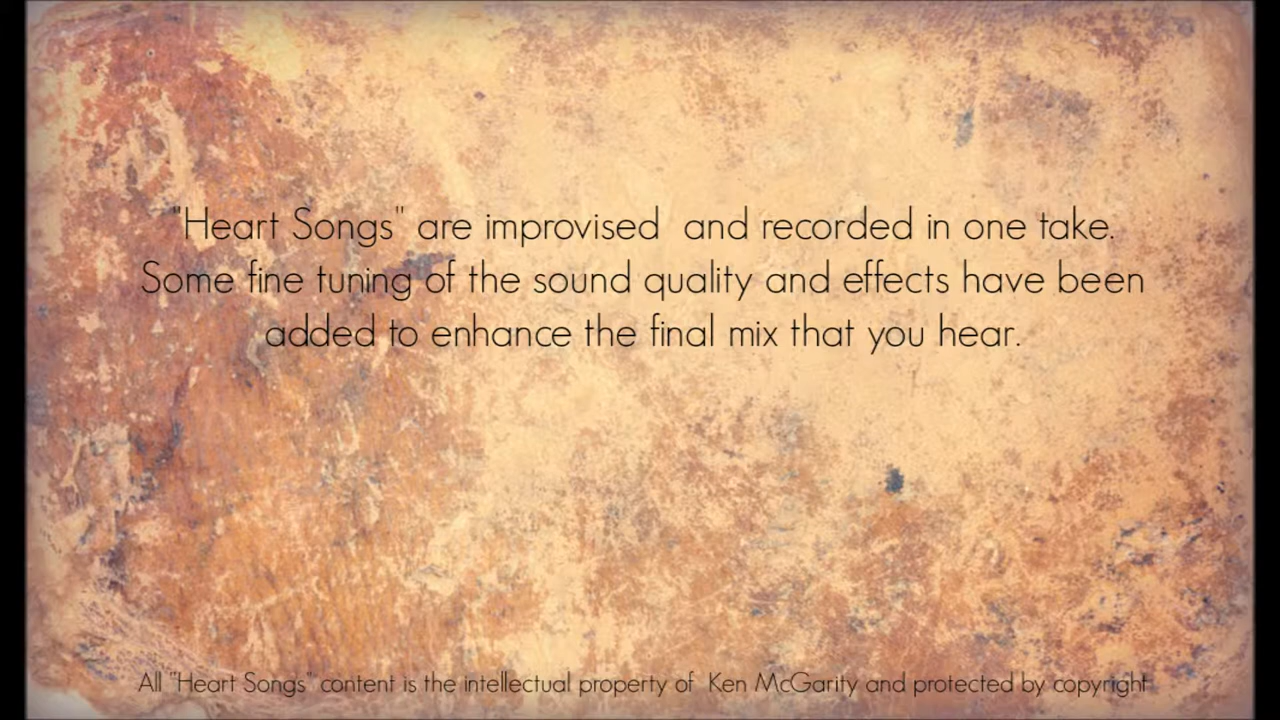 "Heart Songs" are improvised  and recorded in one take.
Some fine tuning of the sound quality and effects have been
added to enhance the final mix that you hear.
All "Heart Songs" content is the intellectual property of  Ken McGarity and protected by copyright